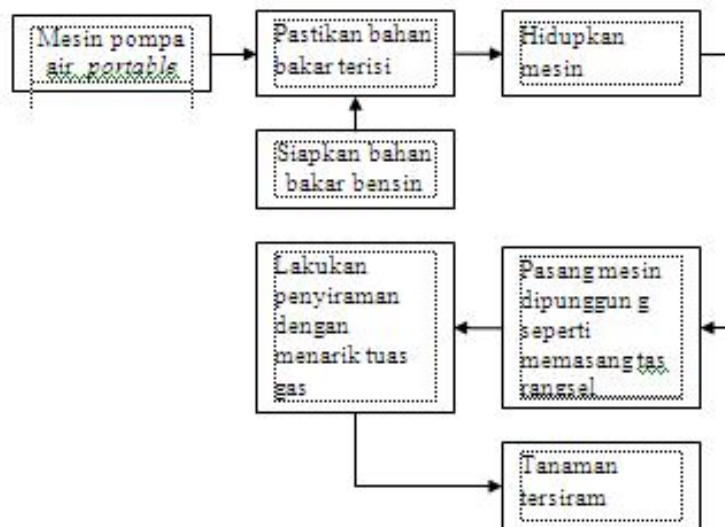 Mesin pompa
air portable
Pastikan bahan
bakar terisi
Hidupkan
mesin
Siapkan bahan
bakar bensin
Lakukan
penyiraman
dengan
menarik tuas
gas
Pasang mesin
dipunggun g
seperti
memasang tas
rangsel
Tanaman
tersiram